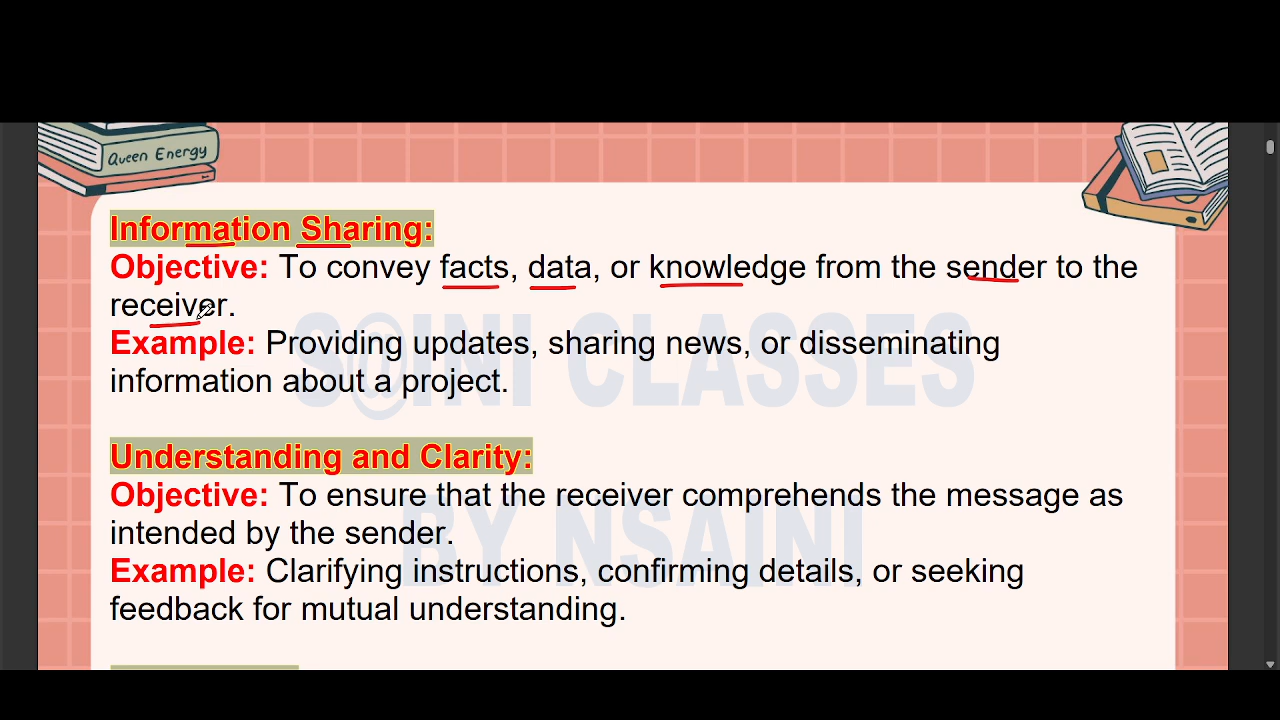 Queen Energy
Information Sharing:
Objective: To convey facts, data, or knowledge from the sender to the
receiver.
Example: Providing updates, sharing news, or disseminating
information about a project.
S@INI CLASSES
Understanding and Clarity:
Objective: To ensure that the receiver comprehends the message as
intended by the sender.
BY NSAINI
Example: Clarifying instructions, confirming details, or seeking
feedback for mutual understanding.